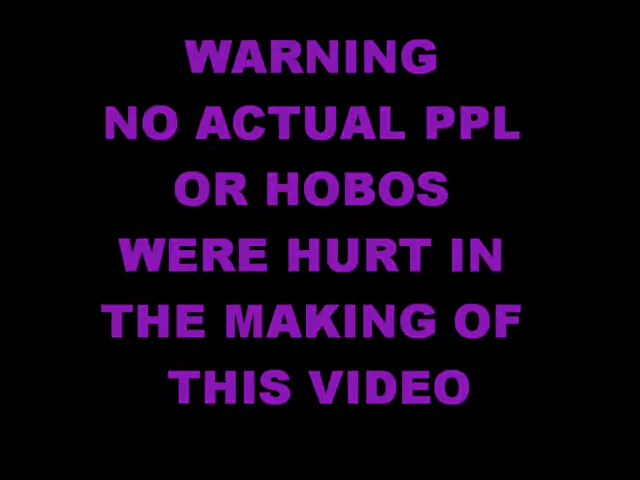 WARNING
NO ACTUAL PPL
OR HOBOS
WERE HURT IN
THE MAKING OF
THIS VIDEO